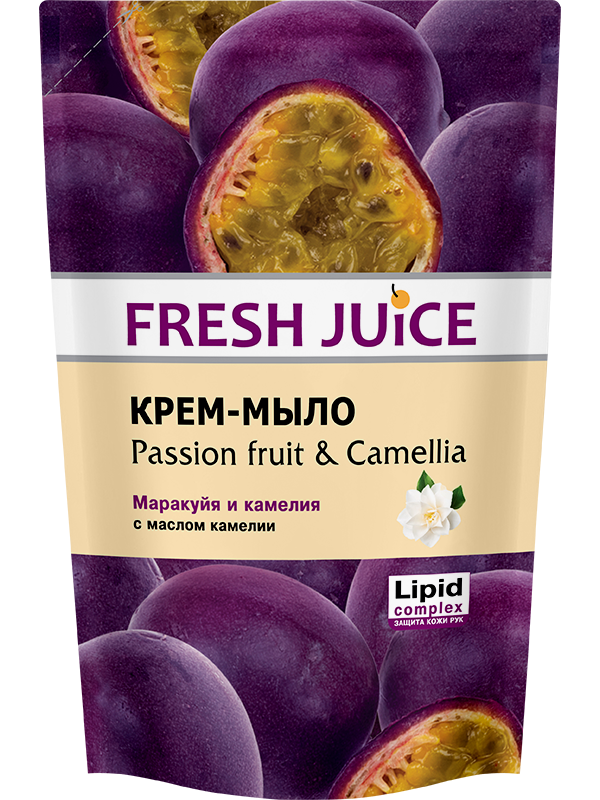 FRESH JUICE
КРЕМ-МЫЛО
Passion fruit & Camellia
Маракуйя и камелия
с маслом камелии
Lipid
complex
ЗАЩИТА КОЖИ РУК